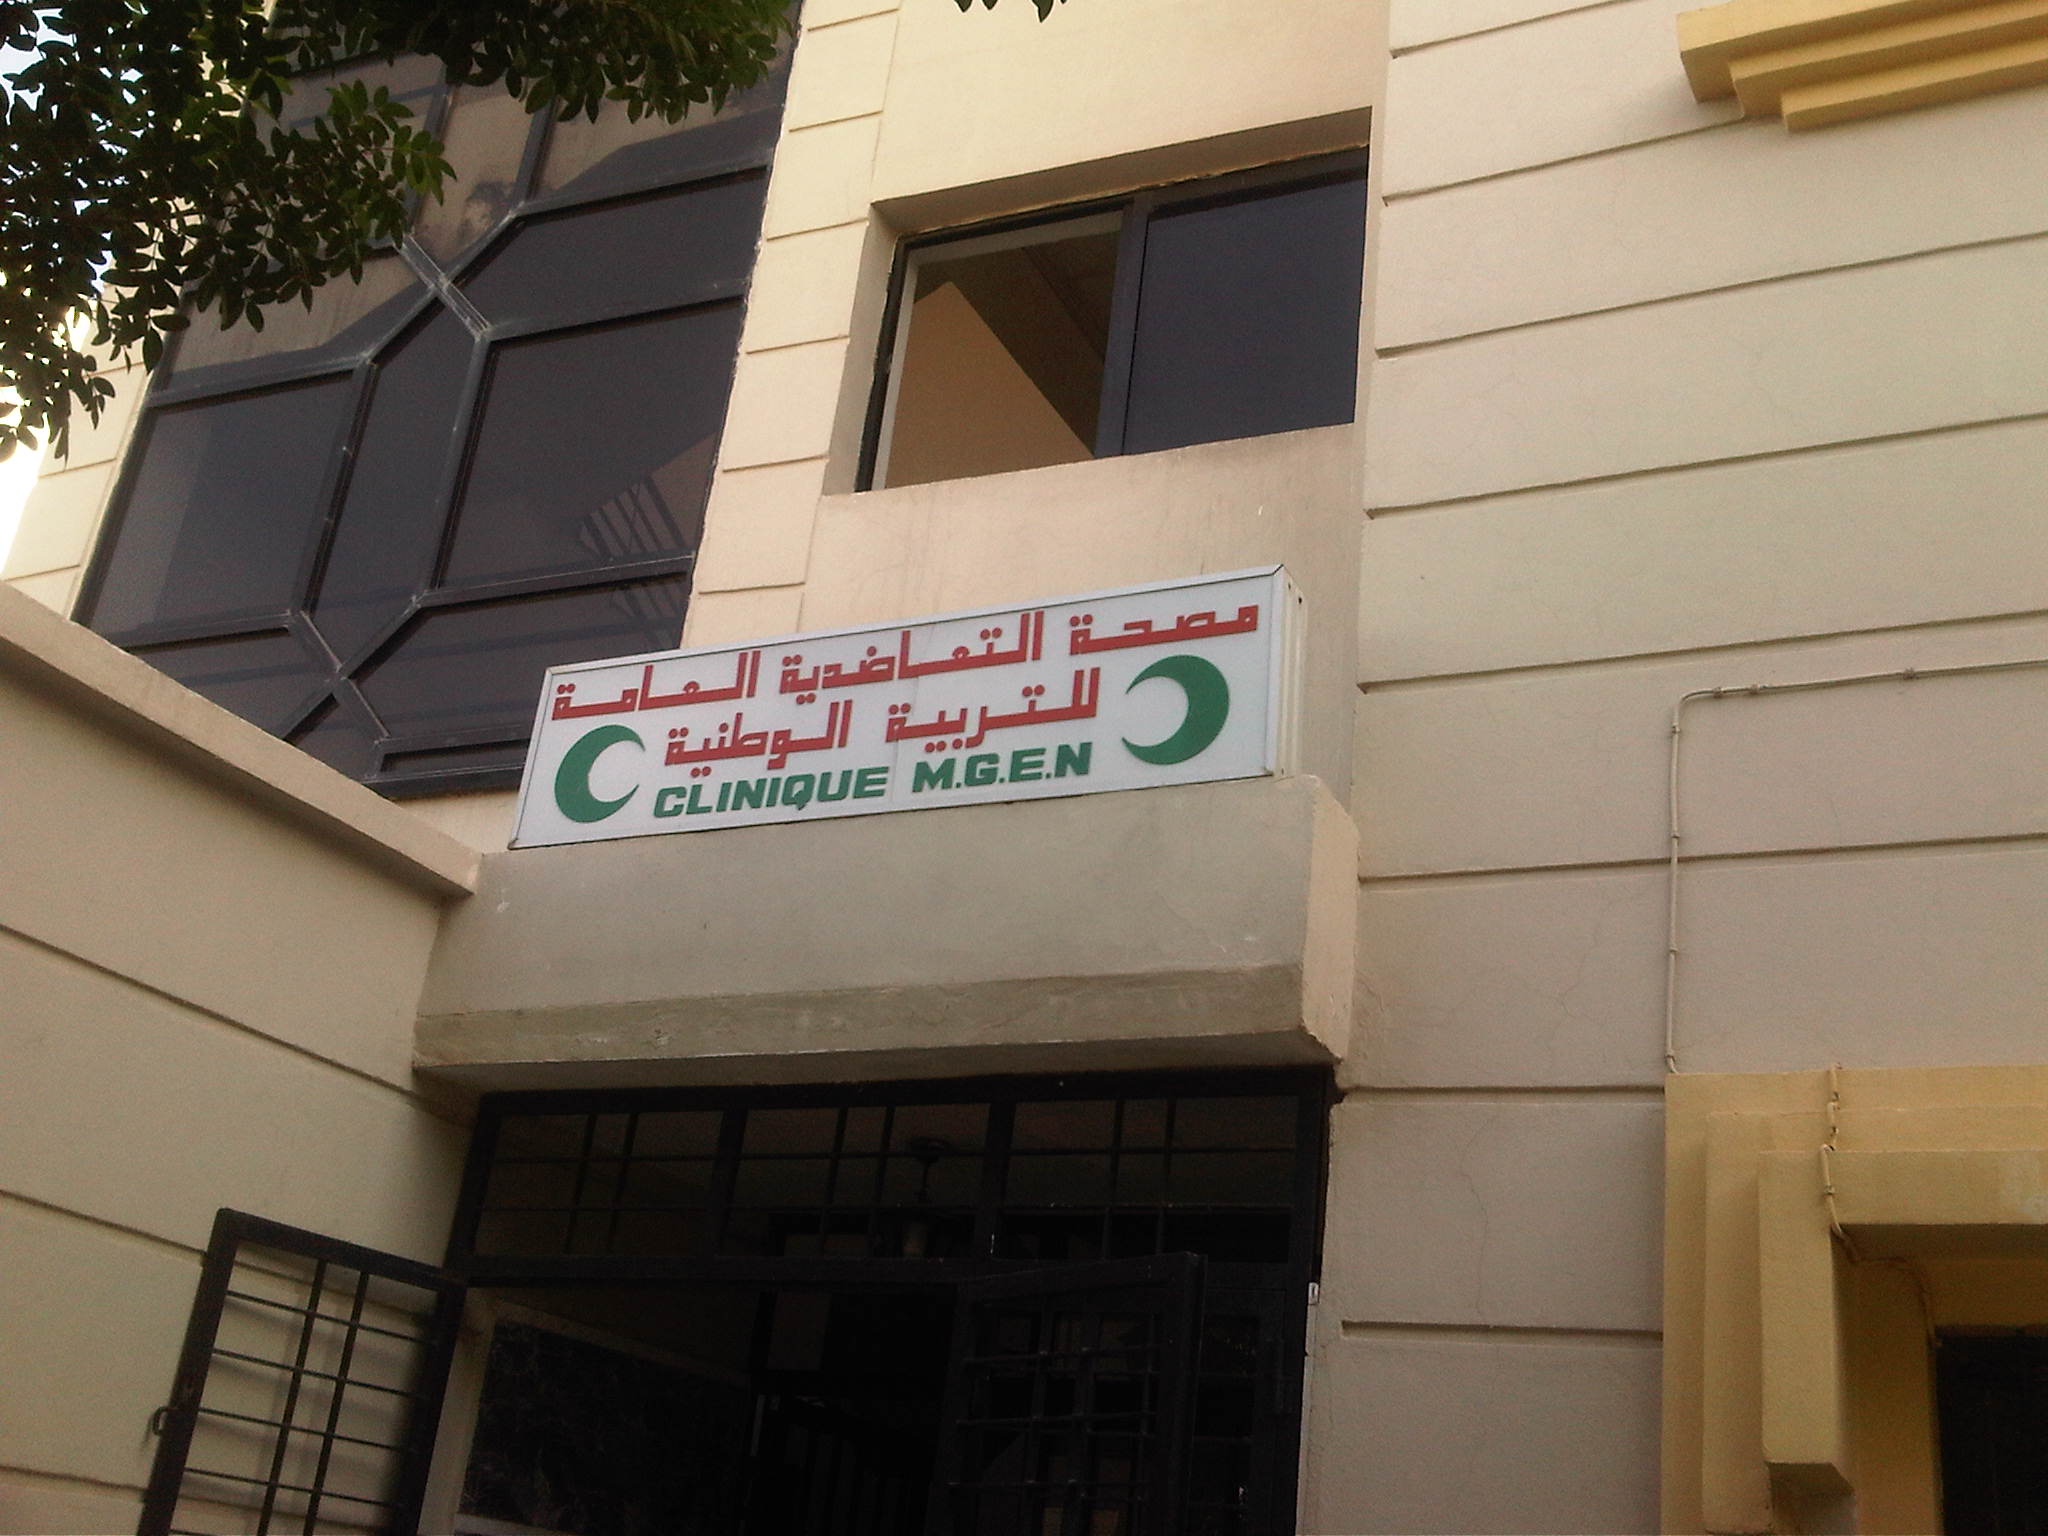 مصحة التعاضدية العامة
للتربية الوطنية
CLINIQUE M.G.E.N